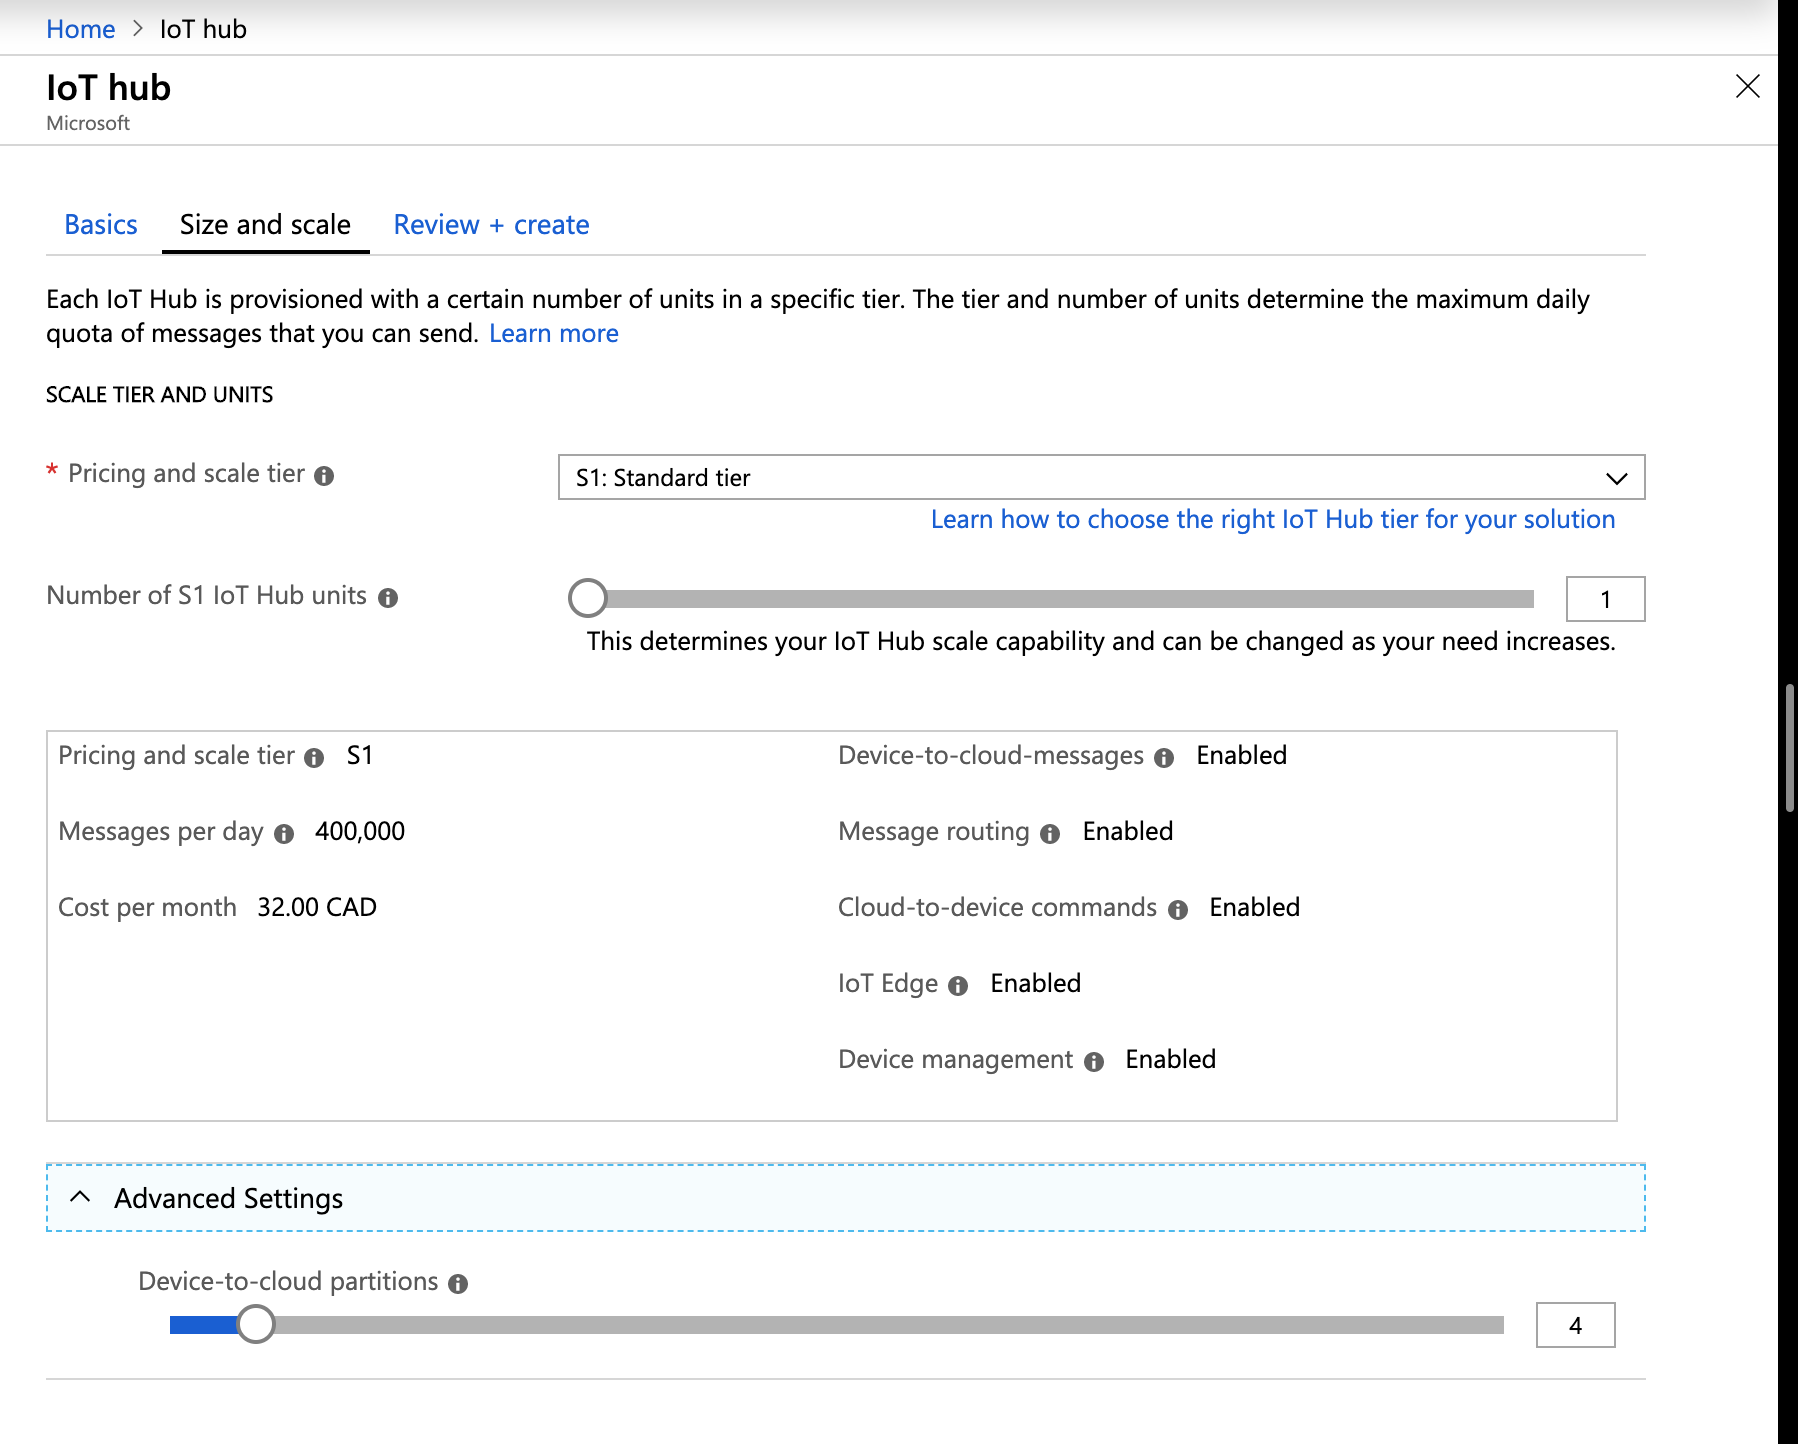 Home > IoT hub
IoT hub
Microsoft
Basics Size and scale Review + create
Each IoT Hub is provisioned with a certain number of units in a specific tier. The tier and number of units determine the maximum daily
quota of messages that you can send. Learn more
SCALE TIER AND UNITS
* Pricing and scale tier S1: Standard tier
Learn how to choose the right IoT Hub tier for your solution
Number of S1 IoT Hub units 1
This determines your IoT Hub scale capability and can be changed as your need increases.
Pricing and scale tier S1
Messages per day 400,000
Cost per month 32.00 CAD
Device-to-cloud-messages Enabled
Message routing Enabled
Cloud-to-device commands Enabled
IoT Edge Enabled
Device management Enabled
Advanced Settings
Device-to-cloud partitions
4